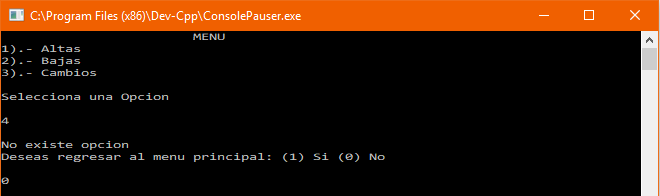 C:\Program Files (x86)\Dev-Cpp\ConsolePauser.exe
MENU
1).- Altas
2).- Bajas
3).- Cambios
Selecciona una Opcion
4
No existe opcion
Deseas regresar al menu principal: (1) Si (0) No
0